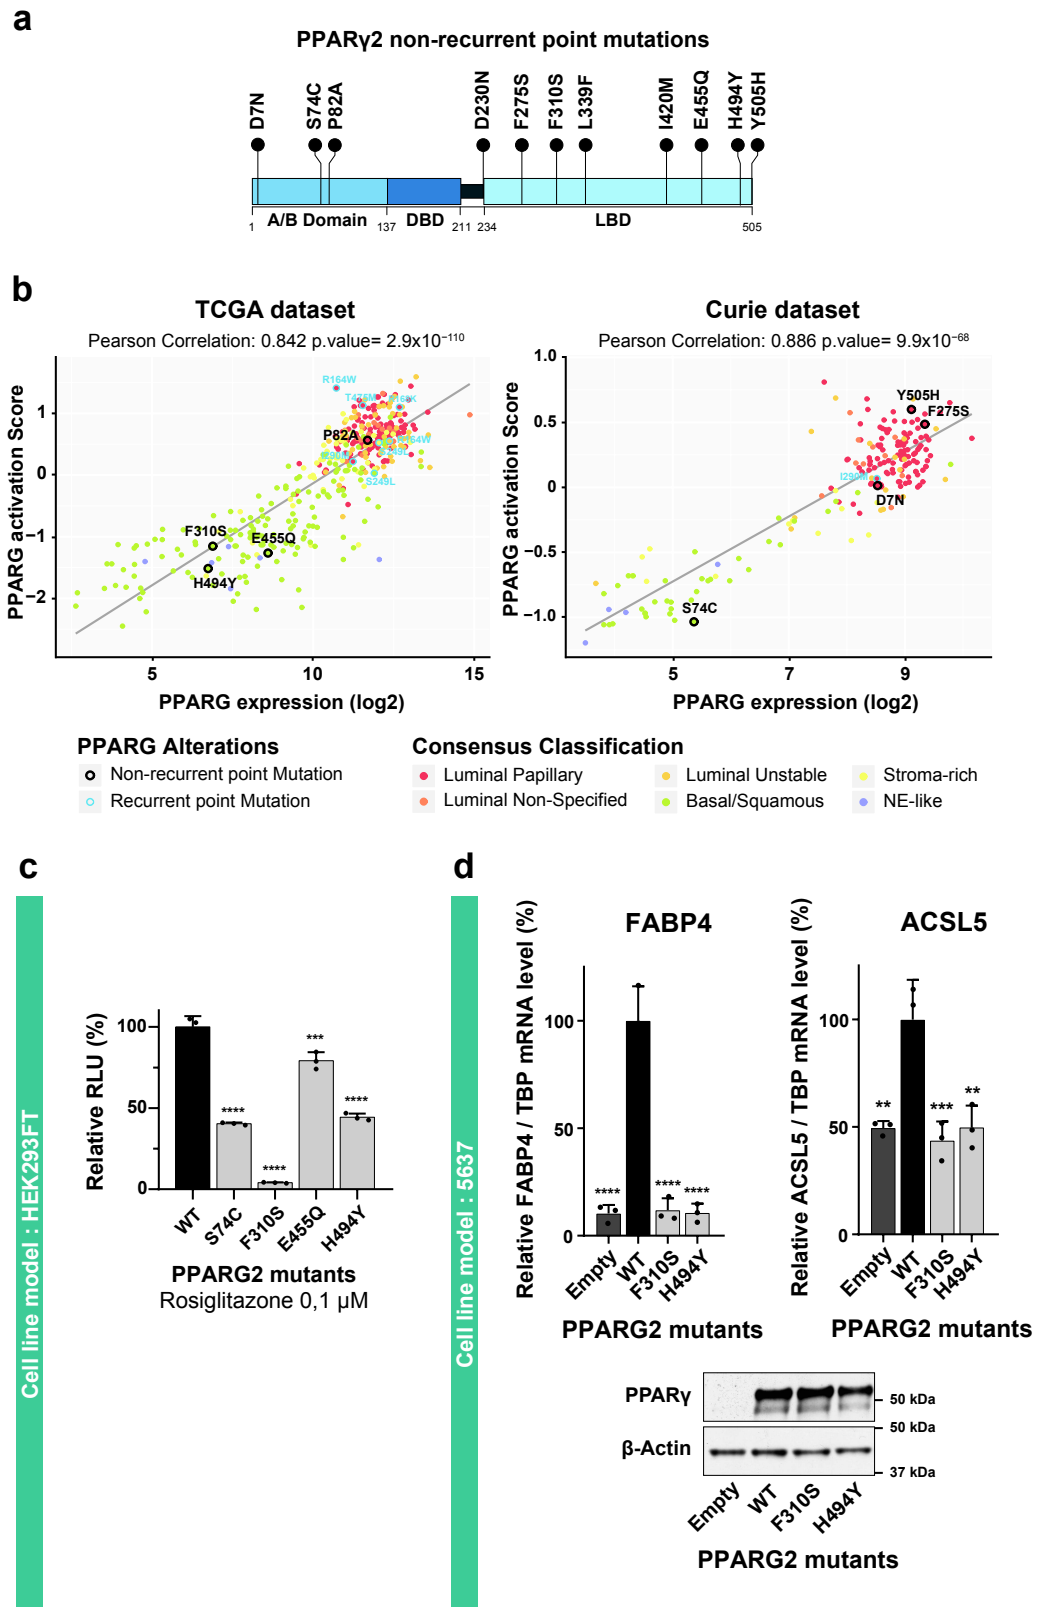 a
PPARγ2 non-recurrent point mutations
D7N
S74C
P82A
D230N
F275S
F310S
L339F
I420M
E455Q
H494Y
Y505H
1
A/B Domain
137
DBD
211
234
LBD
505
b
TCGA dataset
Pearson Correlation: 0.842 p.value= 2.9x10⁻¹¹⁰
PPARG activation Score
1
0
−1
−2
R164W
T475M
P82A
R164W
I290M
S249L
S249L
F310S
E455Q
H494Y
5
10
15
PPARG expression (log2)
Curie dataset
Pearson Correlation: 0.886 p.value= 9.9x10⁻⁶⁸
PPARG activation Score
1.0
0.5
0
−0.5
−1.0
Y505H
F275S
I290M
D7N
S74C
5
7
9
PPARG expression (log2)
PPARG Alterations
Non-recurrent point Mutation
Recurrent point Mutation
Consensus Classification
Luminal Papillary
Luminal Unstable
Stroma-rich
Luminal Non-Specified
Basal/Squamous
NE-like
c
Cell line model : HEK293FT
Relative RLU (%)
100
50
0
****
****
***
****
WT
S74C
F310S
E455Q
H494Y
PPARG2 mutants
Rosiglitazone 0,1 µM
d
Cell line model : 5637
FABP4
Relative FABP4 / TBP mRNA level (%)
100
50
0
****
****
****
Empty
WT
F310S
H494Y
PPARG2 mutants
ACSL5
Relative ACSL5 / TBP mRNA level (%)
100
50
0
**
***
**
Empty
WT
F310S
H494Y
PPARG2 mutants
PPARγ
50 kDa
50 kDa
β-Actin
37 kDa
Empty
WT
F310S
H494Y
PPARG2 mutants